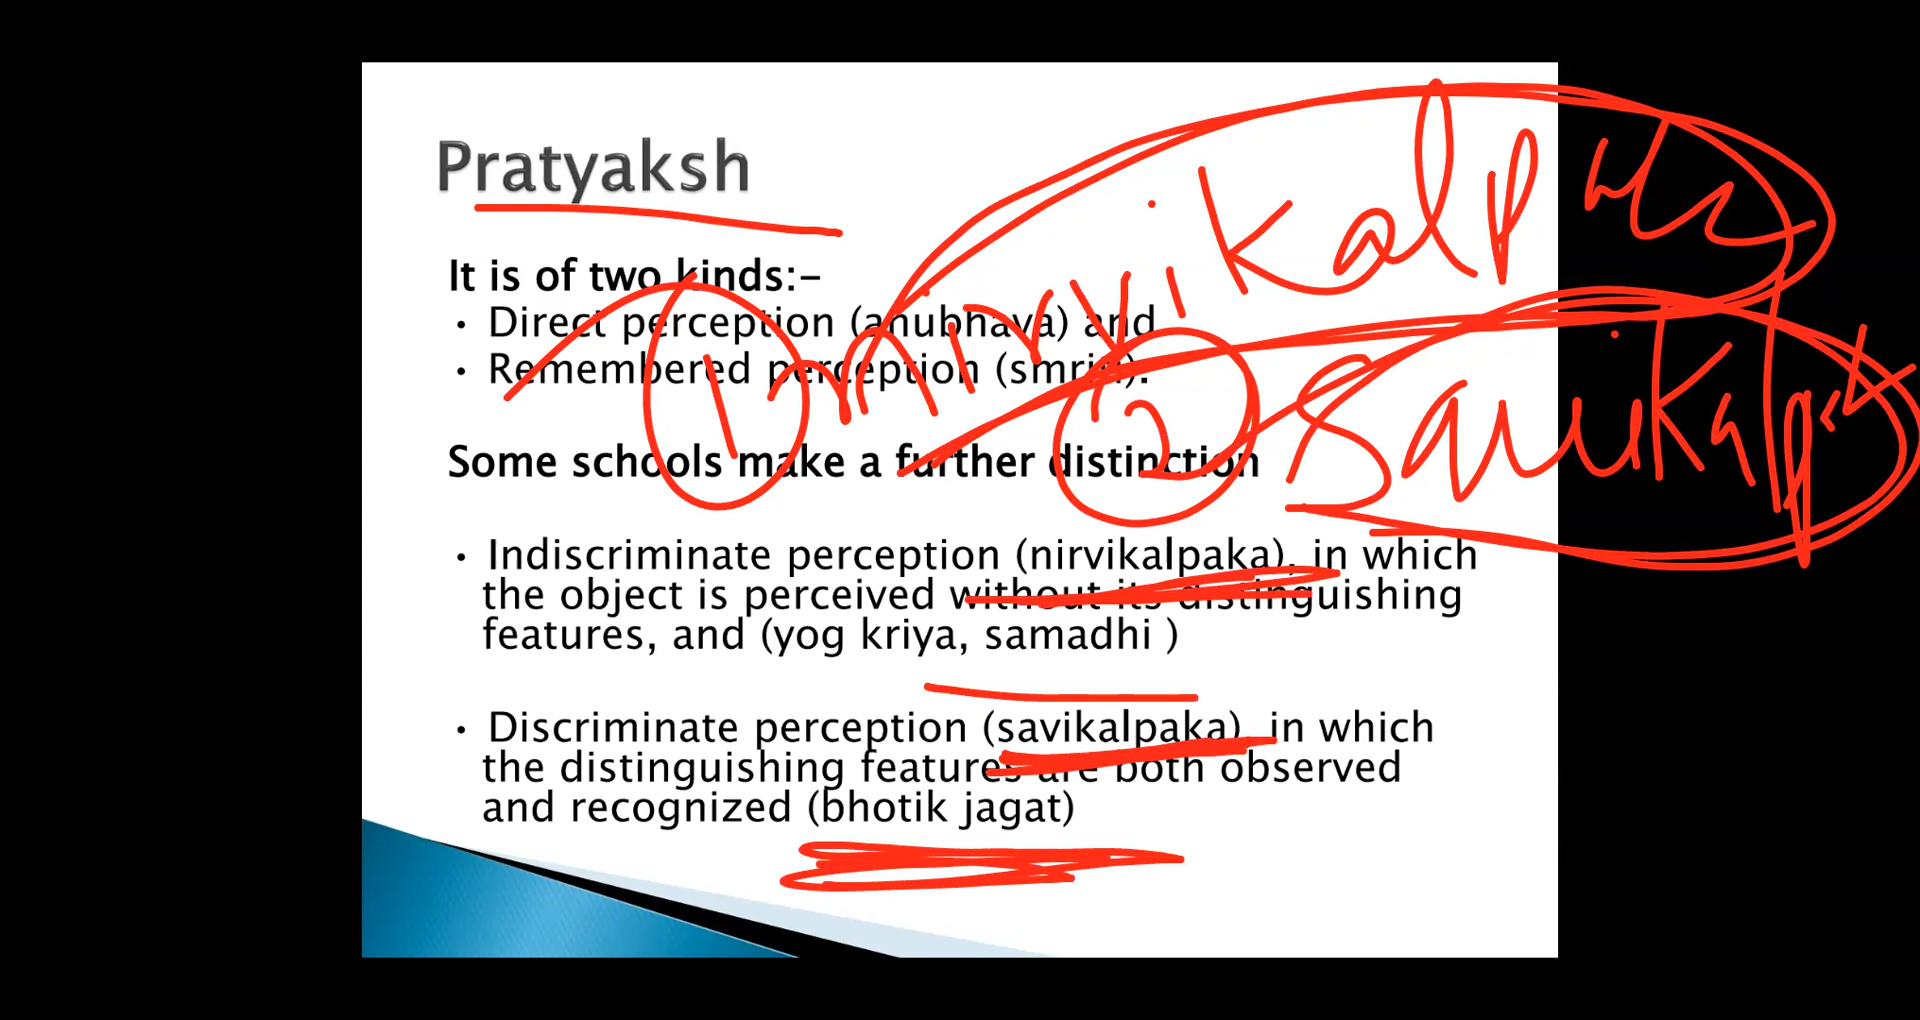 Pratyaksh
It is of two kinds:-
• Direct perception (anubhava) and
• Remembered perception (smriti).
Some schools make a further distinction
• Indiscriminate perception (nirvikalpaka), in which
the object is perceived without its distinguishing
features, and (yog kriya, samadhi )
• Discriminate perception (savikalpaka), in which
the distinguishing features are both observed
and recognized (bhotik jagat)
1 nirvikalpak
2 Savikalpak